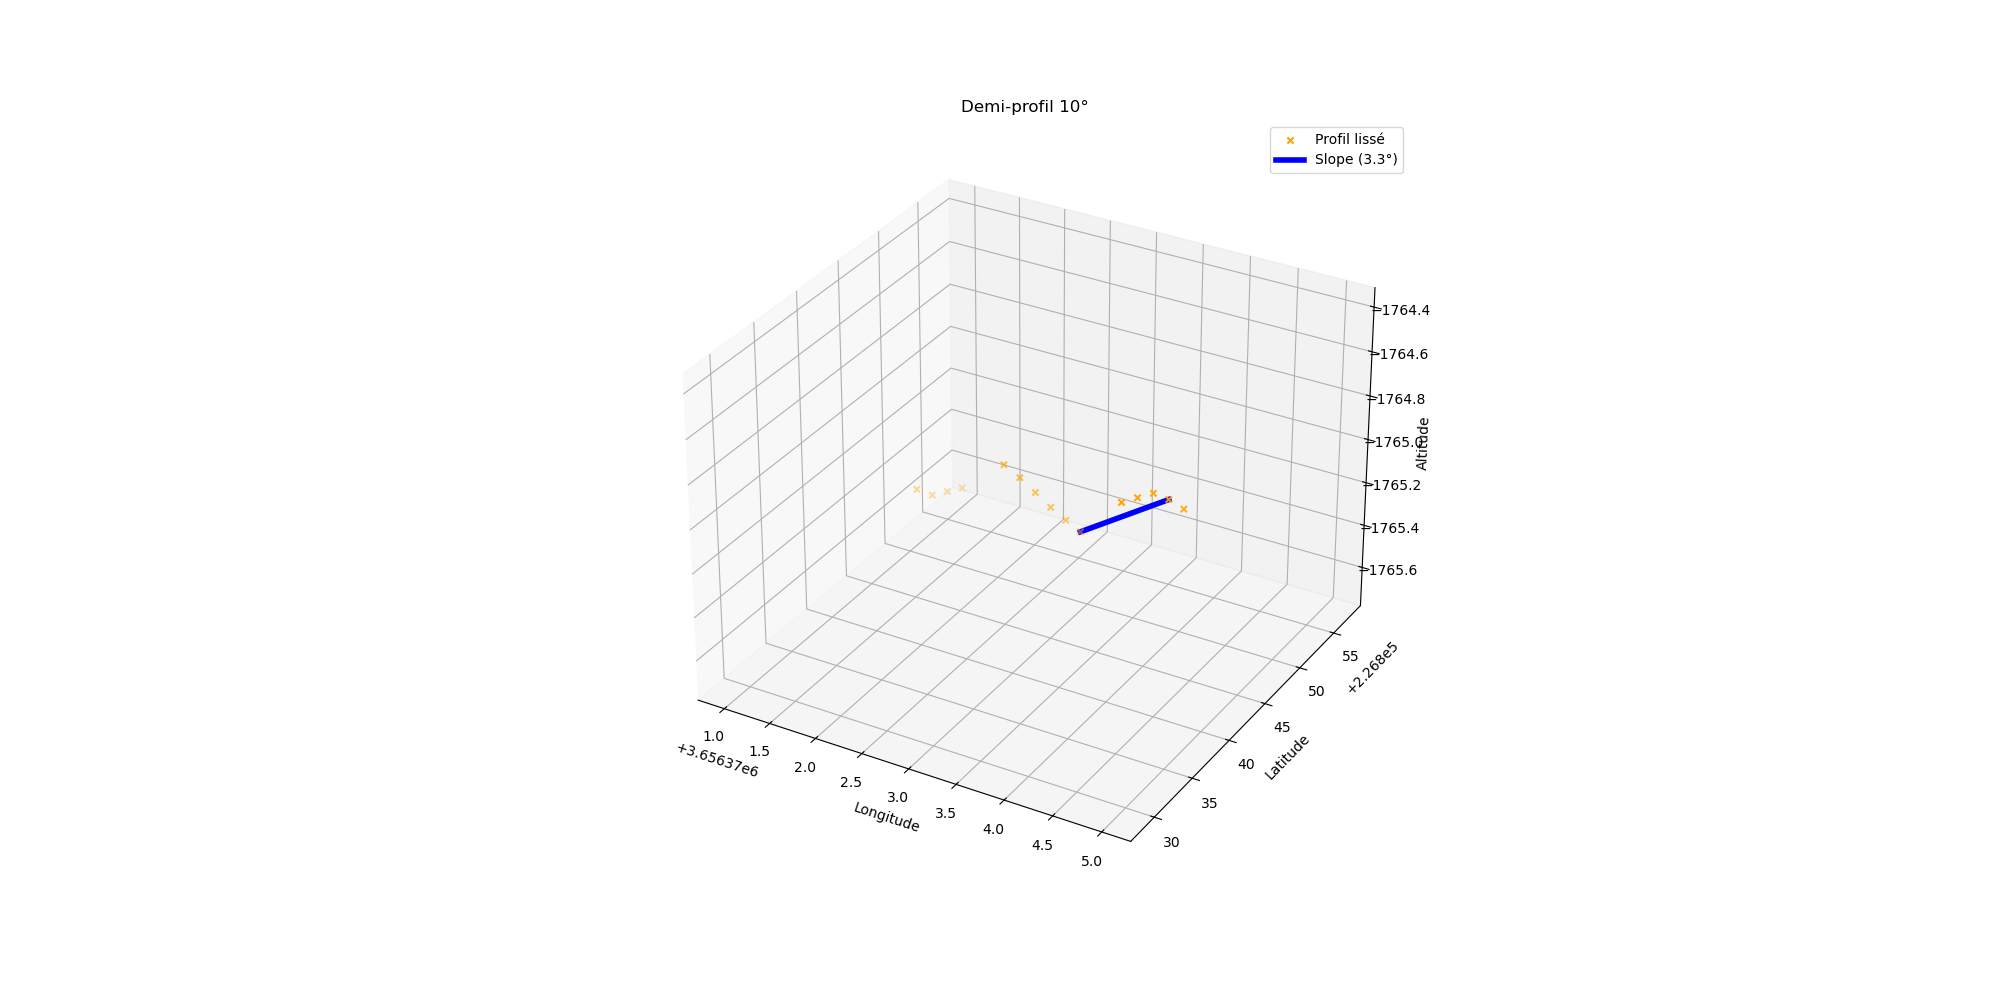 Demi-profil 10°
Profil lissé
Slope (3.3°)
−1764.4
−1764.6
−1764.8
−1765.0
−1765.2
−1765.4
−1765.6
Altitude
55
50
45
40
35
30
+2.268e5
Latitude
1.0
1.5
2.0
2.5
3.0
3.5
4.0
4.5
5.0
+3.65637e6
Longitude